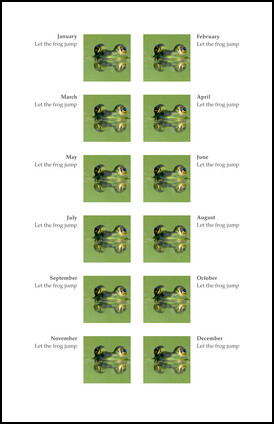 January
Let the frog jump
February
Let the frog jump
March
Let the frog jump
April
Let the frog jump
May
Let the frog jump
June
Let the frog jump
July
Let the frog jump
August
Let the frog jump
September
Let the frog jump
October
Let the frog jump
November
Let the frog jump
December
Let the frog jump